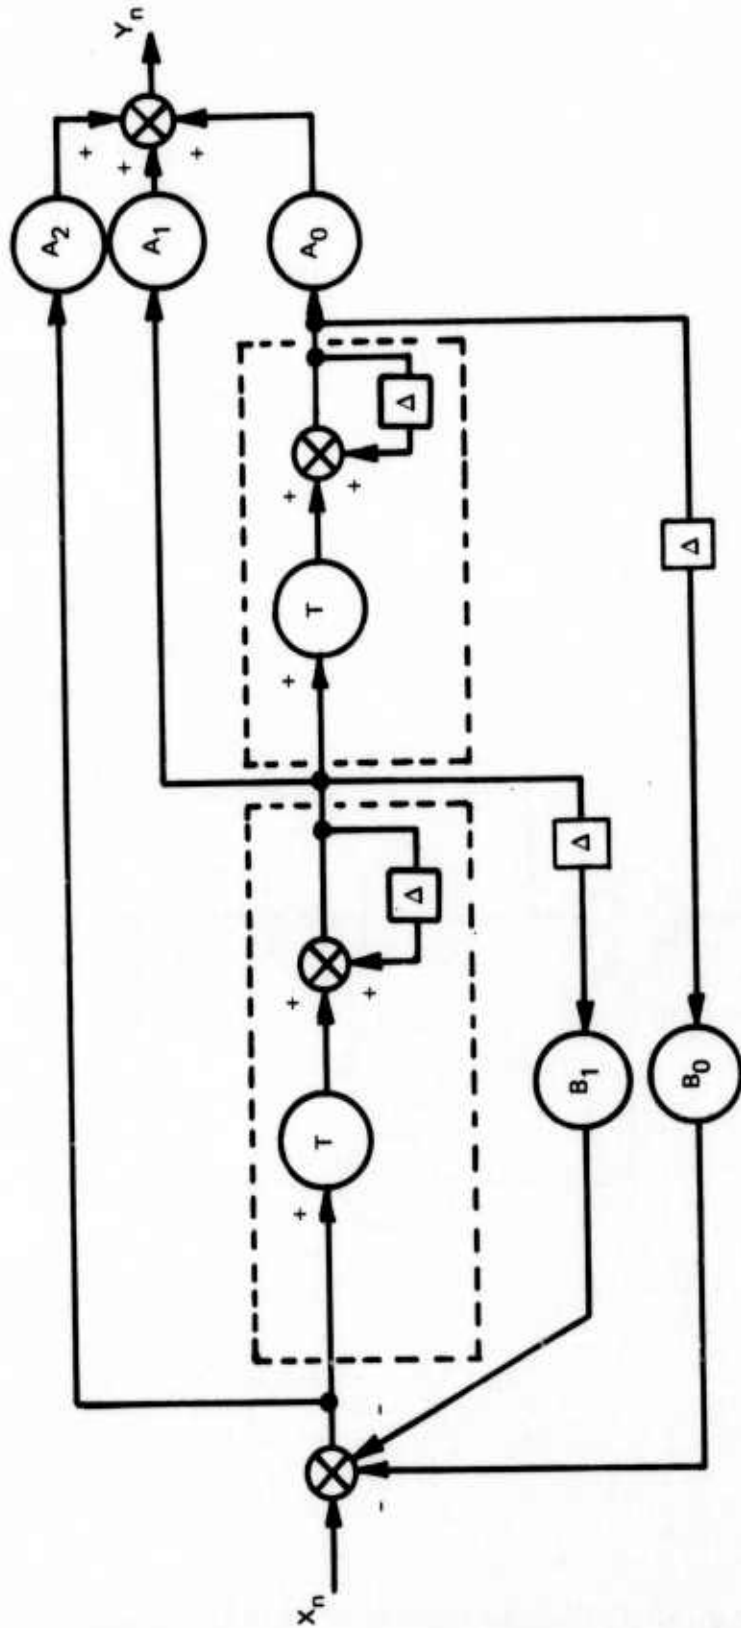 Yₙ
A₂
A₁
A₀
+
+
+
+
+
T
+
Δ
+
+
T
+
Δ
+
Δ
B₁
Δ
B₀
-
-
Xₙ